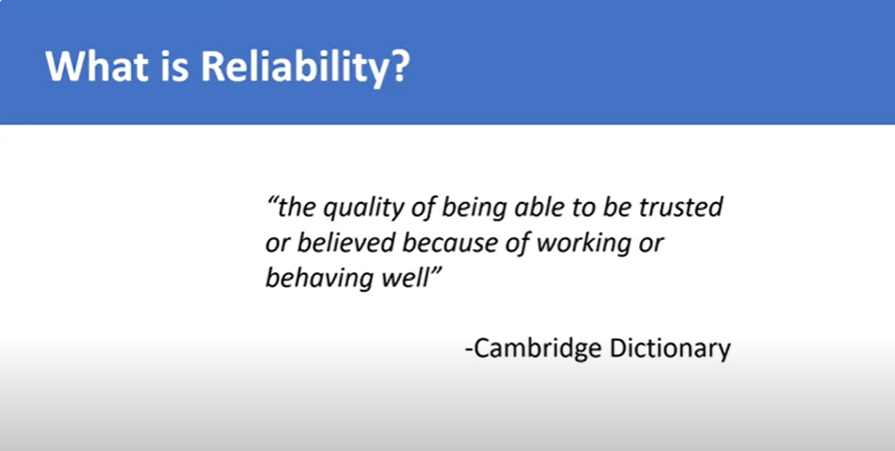 What is Reliability?
“the quality of being able to be trusted
or believed because of working or
behaving well”
-Cambridge Dictionary